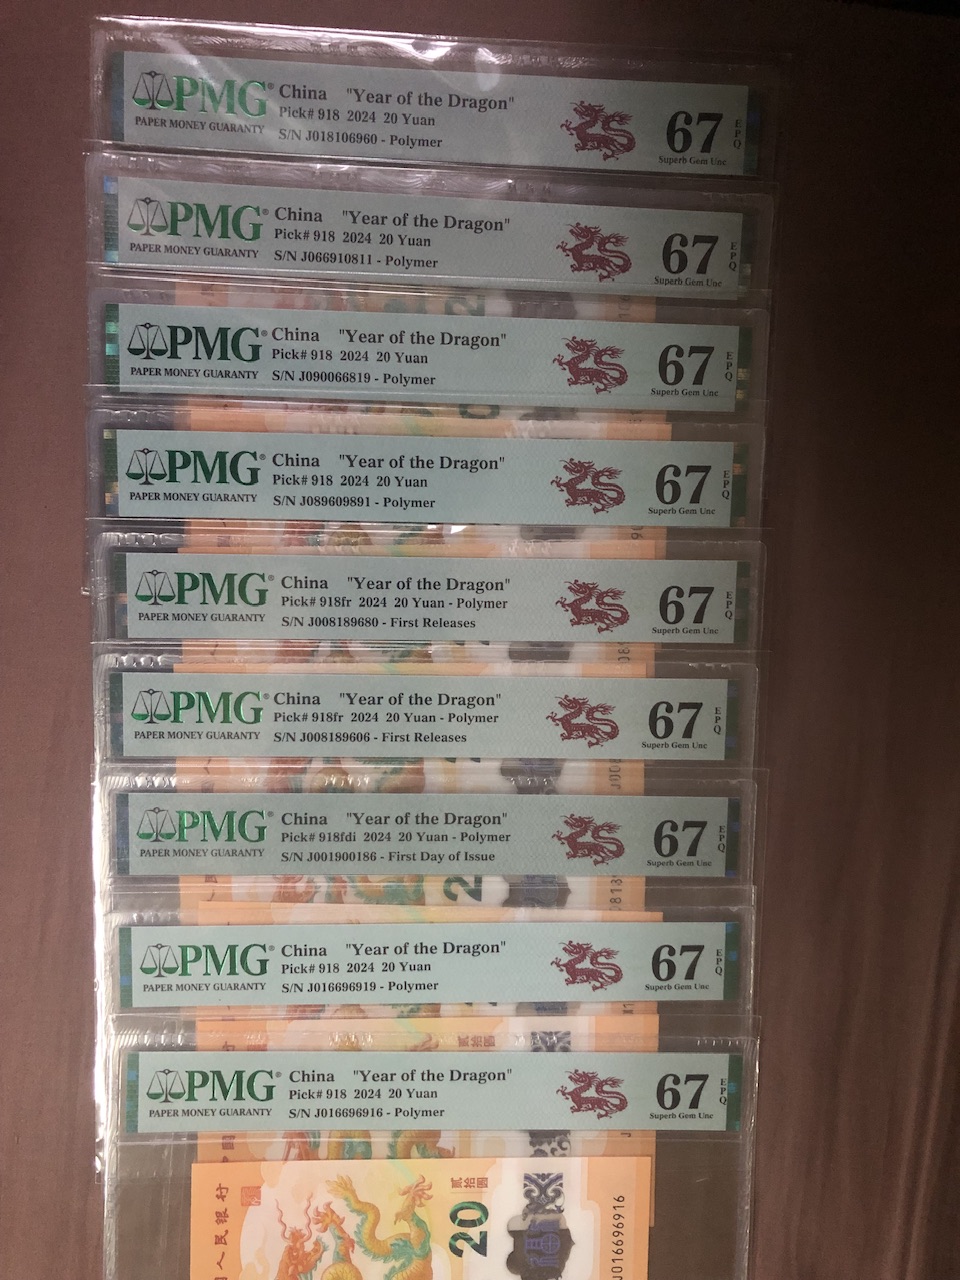 PMG® China "Year of the Dragon"
Pick# 918 2024 20 Yuan
PAPER MONEY GUARANTY
S/N J018106960 - Polymer
67
EPQ
Superb Gem Unc
PMG® China "Year of the Dragon"
Pick# 918 2024 20 Yuan
PAPER MONEY GUARANTY
S/N J066910811 - Polymer
67
EPQ
Superb Gem Unc
PMG® China "Year of the Dragon"
Pick# 918 2024 20 Yuan
PAPER MONEY GUARANTY
S/N J090066819 - Polymer
67
EPQ
Superb Gem Unc
PMG® China "Year of the Dragon"
Pick# 918 2024 20 Yuan
PAPER MONEY GUARANTY
S/N J089609891 - Polymer
67
EPQ
Superb Gem Unc
PMG® China "Year of the Dragon"
Pick# 918fr 2024 20 Yuan - Polymer
PAPER MONEY GUARANTY
S/N J008189680 - First Releases
67
EPQ
Superb Gem Unc
PMG® China "Year of the Dragon"
Pick# 918fr 2024 20 Yuan - Polymer
PAPER MONEY GUARANTY
S/N J008189606 - First Releases
67
EPQ
Superb Gem Unc
PMG® China "Year of the Dragon"
Pick# 918fdi 2024 20 Yuan - Polymer
PAPER MONEY GUARANTY
S/N J001900186 - First Day of Issue
67
EPQ
Superb Gem Unc
PMG® China "Year of the Dragon"
Pick# 918 2024 20 Yuan
PAPER MONEY GUARANTY
S/N J016696919 - Polymer
67
EPQ
Superb Gem Unc
贰拾圆
PMG® China "Year of the Dragon"
Pick# 918 2024 20 Yuan
PAPER MONEY GUARANTY
S/N J016696916 - Polymer
67
EPQ
Superb Gem Unc
人民银行
贰拾圆
20
J016696916